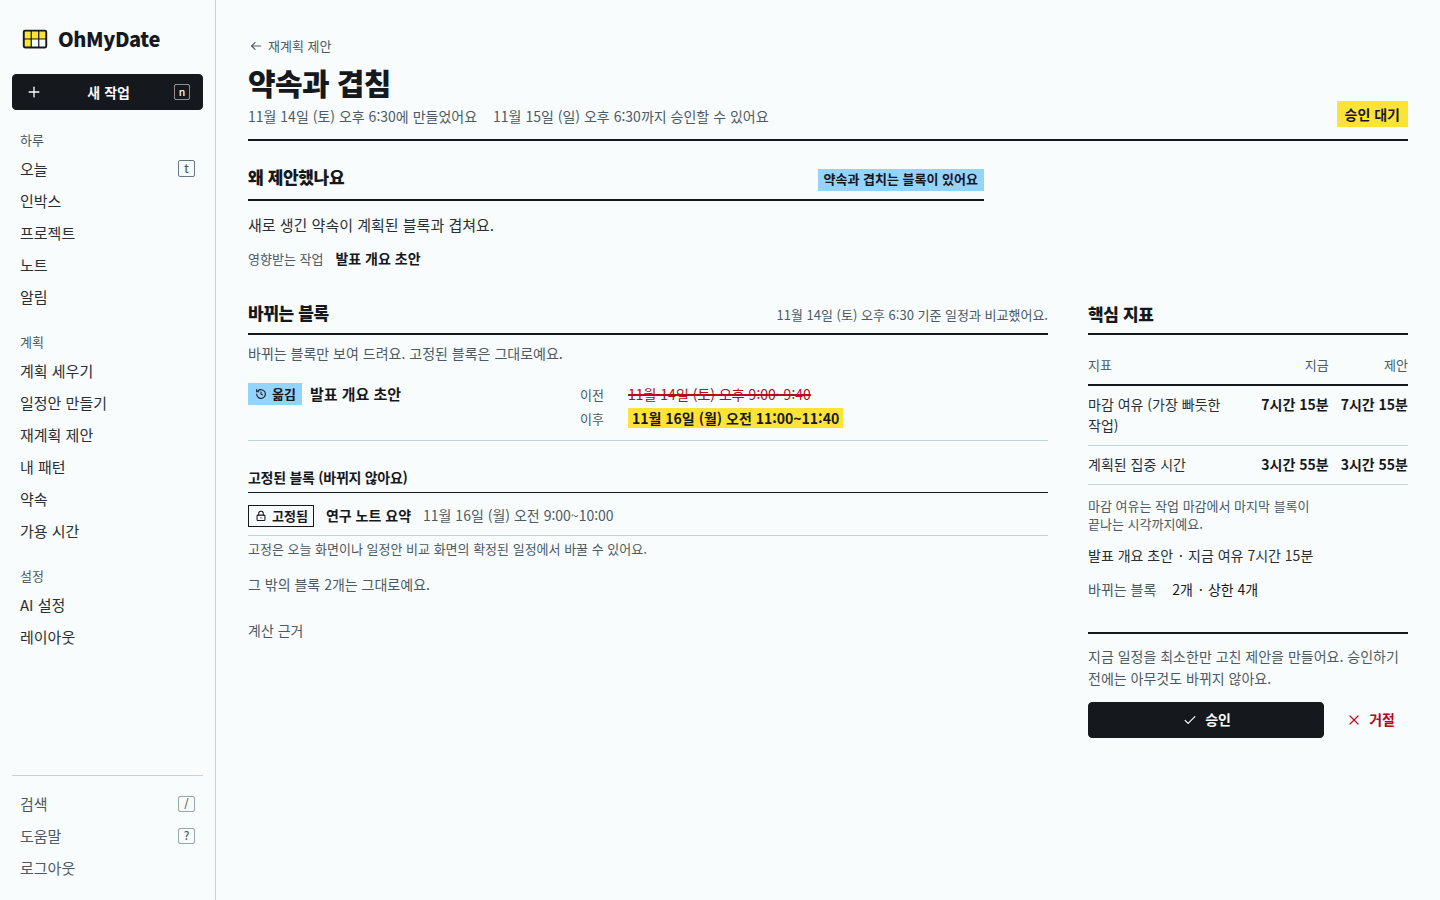 OhMyDate
새 작업 n
하루
오늘 t
인박스
프로젝트
노트
알림
계획
계획 세우기
일정안 만들기
재계획 제안
내 패턴
약속
가용 시간
설정
AI 설정
레이아웃
검색 /
도움말 ?
로그아웃
← 재계획 제안
약속과 겹침
11월 14일 (토) 오후 6:30에 만들었어요 11월 15일 (일) 오후 6:30까지 승인할 수 있어요
승인 대기
왜 제안했나요
약속과 겹치는 블록이 있어요
새로 생긴 약속이 계획된 블록과 겹쳐요.
영향받는 작업 발표 개요 초안
바뀌는 블록
11월 14일 (토) 오후 6:30 기준 일정과 비교했어요.
바뀌는 블록만 보여 드려요. 고정된 블록은 그대로예요.
옮김 발표 개요 초안
이전 11월 14일 (토) 오후 9:00~9:40
이후 11월 16일 (월) 오전 11:00~11:40
고정된 블록 (바뀌지 않아요)
고정됨 연구 노트 요약 11월 16일 (월) 오전 9:00~10:00
고정은 오늘 화면이나 일정안 비교 화면의 확정된 일정에서 바꿀 수 있어요.
그 밖의 블록 2개는 그대로예요.
계산 근거
핵심 지표
지표 지금 제안
마감 여유 (가장 빠듯한 7시간 15분 7시간 15분
작업)
계획된 집중 시간 3시간 55분 3시간 55분
마감 여유는 작업 마감에서 마지막 블록이
끝나는 시각까지예요.
발표 개요 초안 · 지금 여유 7시간 15분
바뀌는 블록 2개 · 상한 4개
지금 일정을 최소한만 고친 제안을 만들어요. 승인하기
전에는 아무것도 바뀌지 않아요.
승인
거절